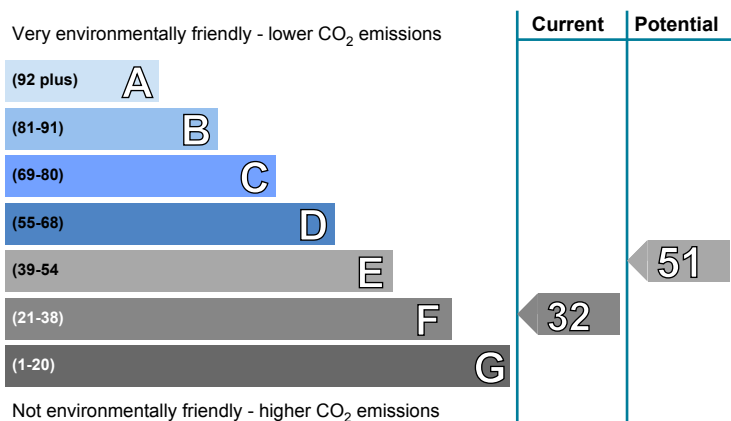 Very environmentally friendly - lower CO2 emissions
Current
Potential
(92 plus) A
(81-91) B
(69-80) C
(55-68) D
(39-54 E
51
(21-38) F
32
(1-20) G
Not environmentally friendly - higher CO2 emissions